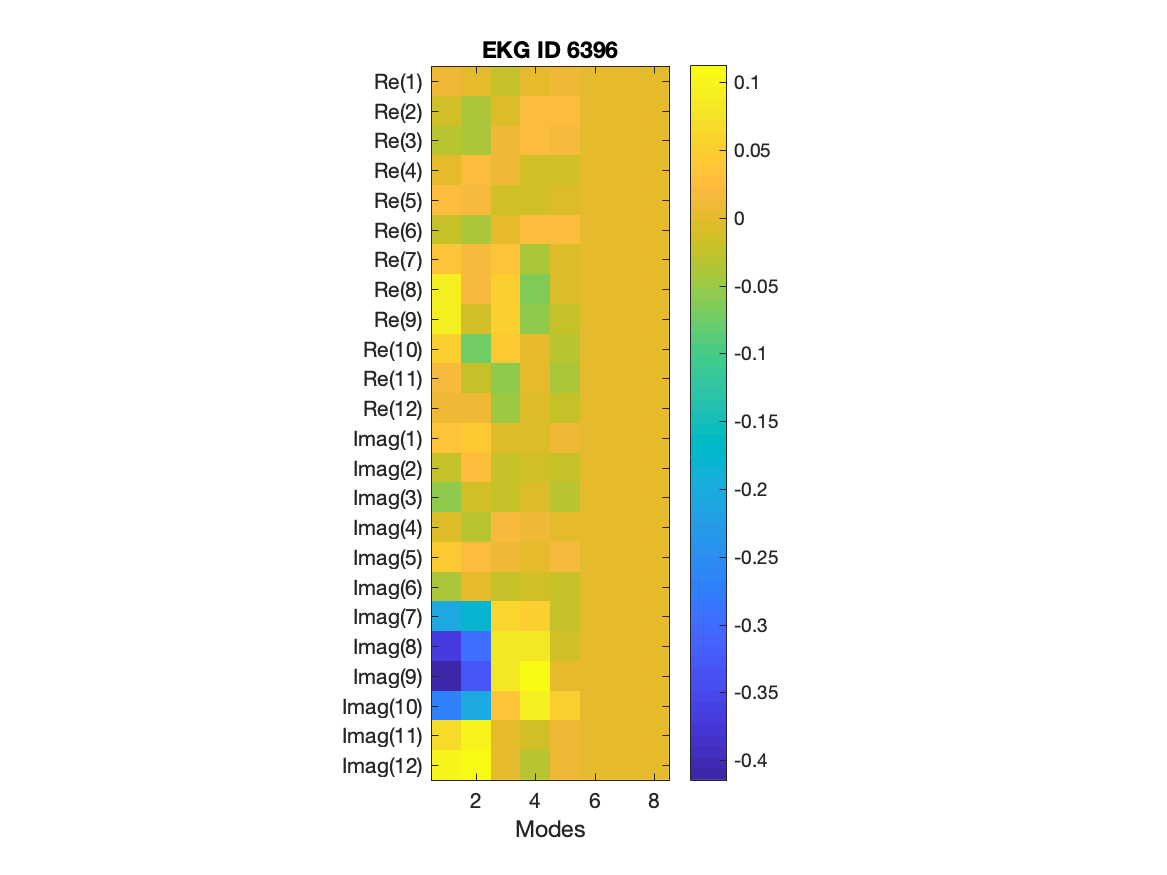 EKG ID 6396
Re(1)
Re(2)
Re(3)
Re(4)
Re(5)
Re(6)
Re(7)
Re(8)
Re(9)
Re(10)
Re(11)
Re(12)
Imag(1)
Imag(2)
Imag(3)
Imag(4)
Imag(5)
Imag(6)
Imag(7)
Imag(8)
Imag(9)
Imag(10)
Imag(11)
Imag(12)
2 4 6 8
Modes
0.1
0.05
0
-0.05
-0.1
-0.15
-0.2
-0.25
-0.3
-0.35
-0.4